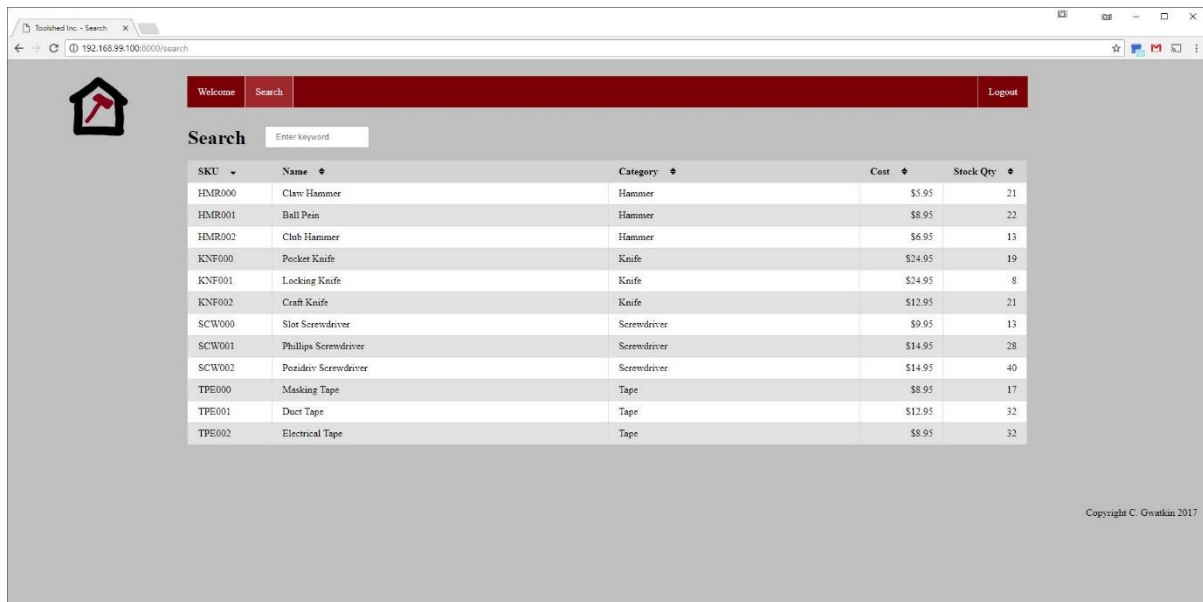 Toolshed Inc. - Search
192.168.99.100:8000/search
Welcome Search Logout
Search Enter keyword
SKU Name Category Cost Stock Qty
HMR000 Claw Hammer Hammer $5.95 21
HMR001 Ball Pein Hammer $8.95 22
HMR002 Club Hammer Hammer $6.95 13
KNF000 Pocket Knife Knife $24.95 19
KNF001 Locking Knife Knife $24.95 8
KNF002 Craft Knife Knife $12.95 21
SCW000 Slot Screwdriver Screwdriver $9.95 13
SCW001 Phillips Screwdriver Screwdriver $14.95 28
SCW002 Pozidriv Screwdriver Screwdriver $14.95 40
TPE000 Masking Tape Tape $8.95 17
TPE001 Duct Tape Tape $12.95 32
TPE002 Electrical Tape Tape $8.95 32
Copyright C. Gwatkin 2017